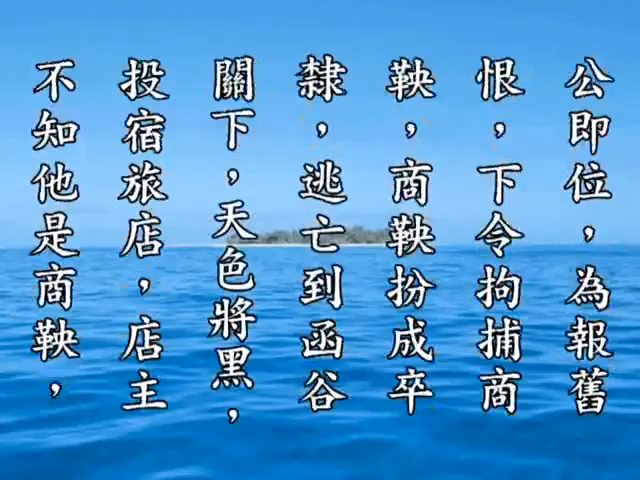 公即位，為報舊
恨，下令拘捕商
鞅，商鞅扮成卒
隸，逃亡到函谷
關下，天色將黑，
投宿旅店，店主
不知他是商鞅，